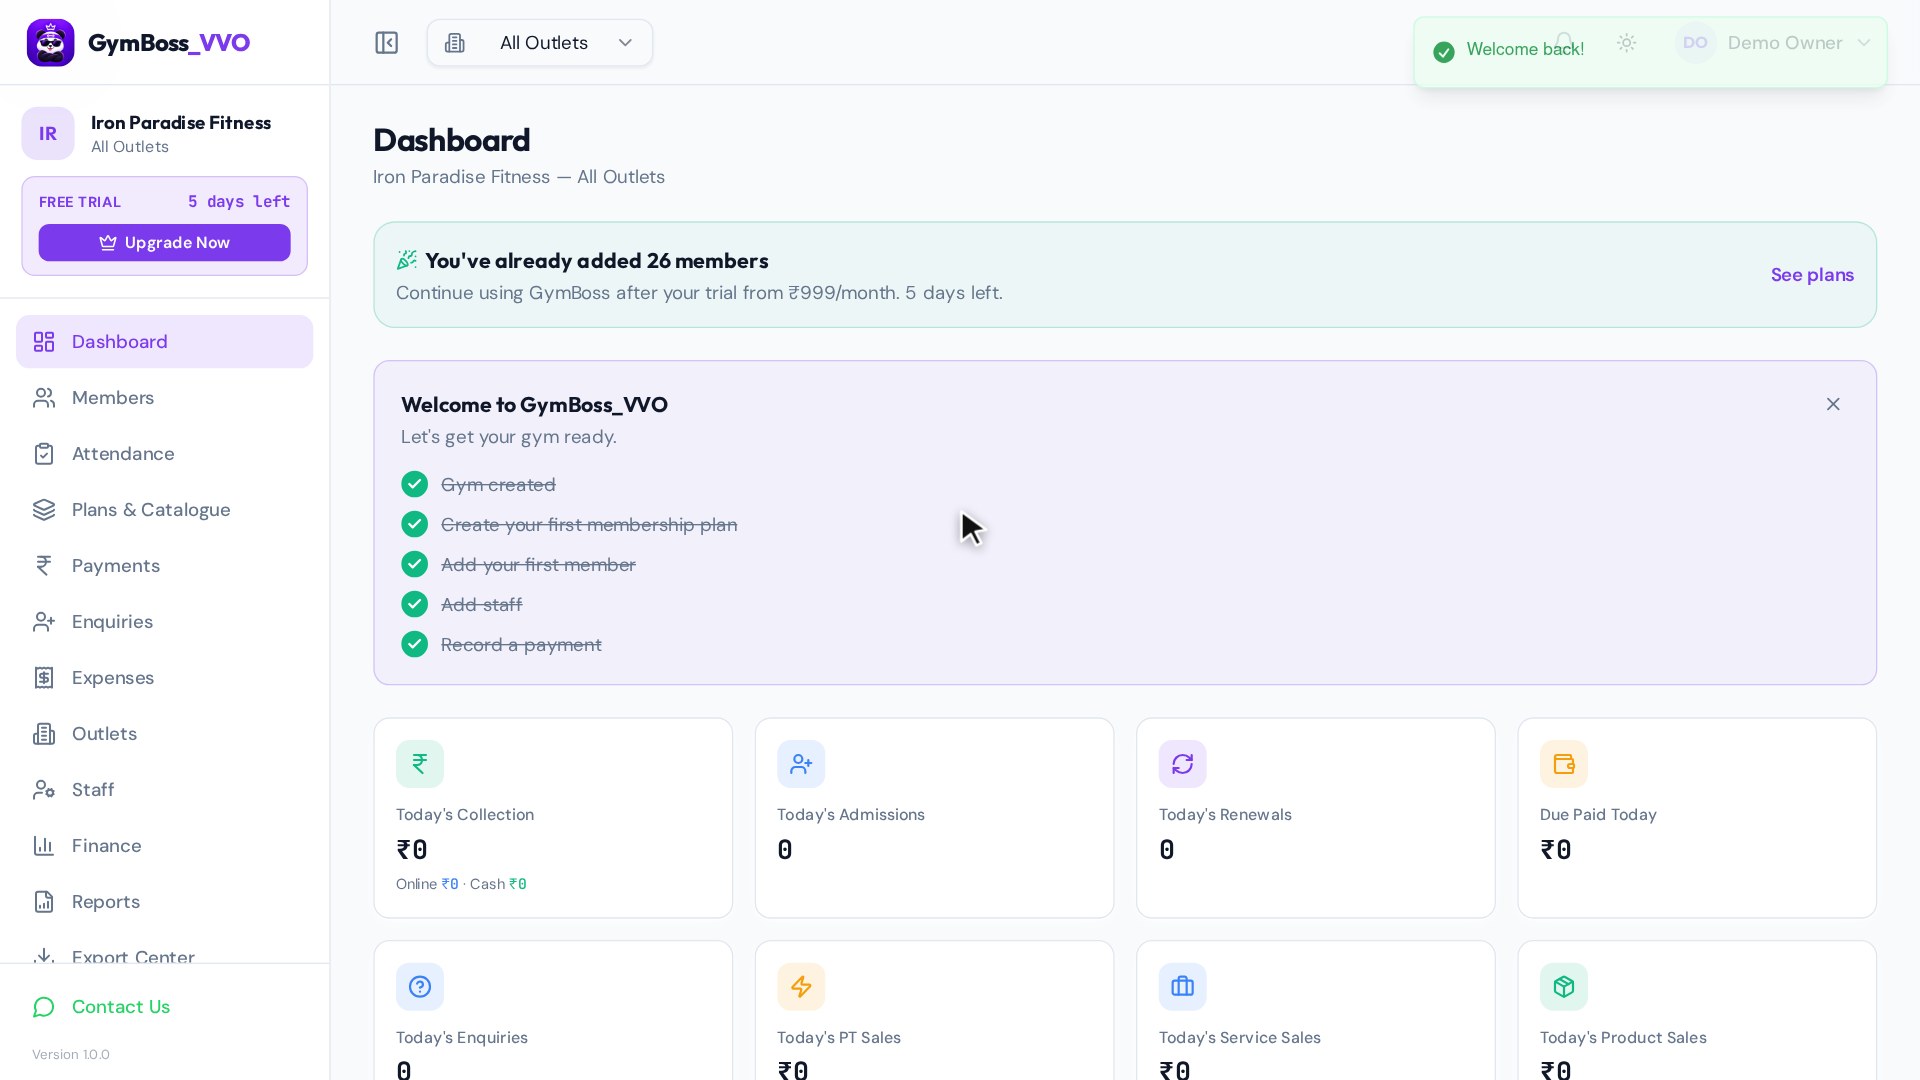 GymBoss_VVO
All Outlets
Welcome back!
DO
Demo Owner
IR
Iron Paradise Fitness
All Outlets
FREE TRIAL
5 days left
Upgrade Now
Dashboard
Members
Attendance
Plans & Catalogue
Payments
Enquiries
Expenses
Outlets
Staff
Finance
Reports
Export Center
Contact Us
Version 1.0.0
Dashboard
Iron Paradise Fitness — All Outlets
You've already added 26 members
Continue using GymBoss after your trial from ₹999/month. 5 days left.
See plans
Welcome to GymBoss_VVO
Let's get your gym ready.
Gym created
Create your first membership plan
Add your first member
Add staff
Record a payment
Today's Collection
₹0
Online ₹0 · Cash ₹0
Today's Admissions
0
Today's Renewals
0
Due Paid Today
₹0
Today's Enquiries
0
Today's PT Sales
₹0
Today's Service Sales
₹0
Today's Product Sales
₹0